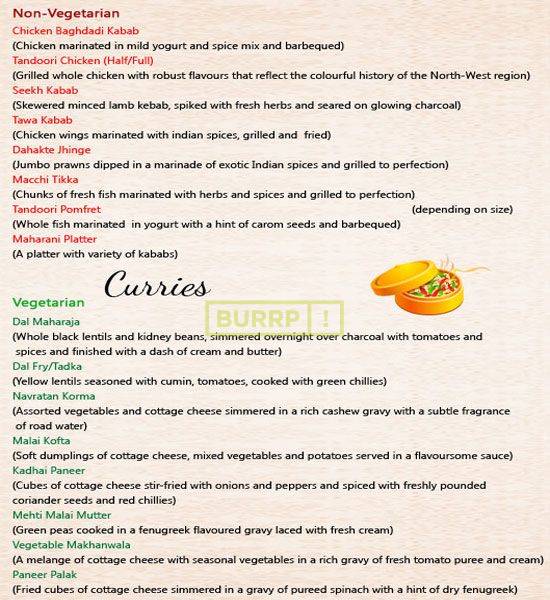 Non-Vegetarian
Chicken Baghdadi Kabab
(Chicken marinated in mild yogurt and spice mix and barbequed)
Tandoori Chicken (Half/Full)
(Grilled whole chicken with robust flavours that reflect the colourful history of the North-West region)
Seekh Kabab
(Skewered minced lamb kebab, spiked with fresh herbs and seared on glowing charcoal)
Tawa Kabab
(Chicken wings marinated with indian spices, grilled and fried)
Dahakte Jhinge
(Jumbo prawns dipped in a marinade of exotic Indian spices and grilled to perfection)
Macchi Tikka
(Chunks of fresh fish marinated with herbs and spices and grilled to perfection)
Tandoori Pomfret (depending on size)
(Whole fish marinated in yogurt with a hint of carom seeds and barbequed)
Maharani Platter
(A platter with variety of kababs)
Curries
Vegetarian
BURRP !
Dal Maharaja
(Whole black lentils and kidney beans, simmered overnight over charcoal with tomatoes and
spices and finished with a dash of cream and butter)
Dal Fry/Tadka
(Yellow lentils seasoned with cumin, tomatoes, cooked with green chillies)
Navratan Korma
(Assorted vegetables and cottage cheese simmered in a rich cashew gravy with a subtle fragrance
of road water)
Malai Kofta
(Soft dumplings of cottage cheese, mixed vegetables and potatoes served in a flavoursome sauce)
Kadhai Paneer
(Cubes of cottage cheese stir-fried with onions and peppers and spiced with freshly pounded
coriander seeds and red chillies)
Mehti Malai Mutter
(Green peas cooked in a fenugreek flavoured gravy laced with fresh cream)
Vegetable Makhanwala
(A melange of cottage cheese with seasonal vegetables in a rich gravy of fresh tomato puree and cream)
Paneer Palak
(Fried cubes of cottage cheese simmered in a gravy of pureed spinach with a hint of dry fenugreek)